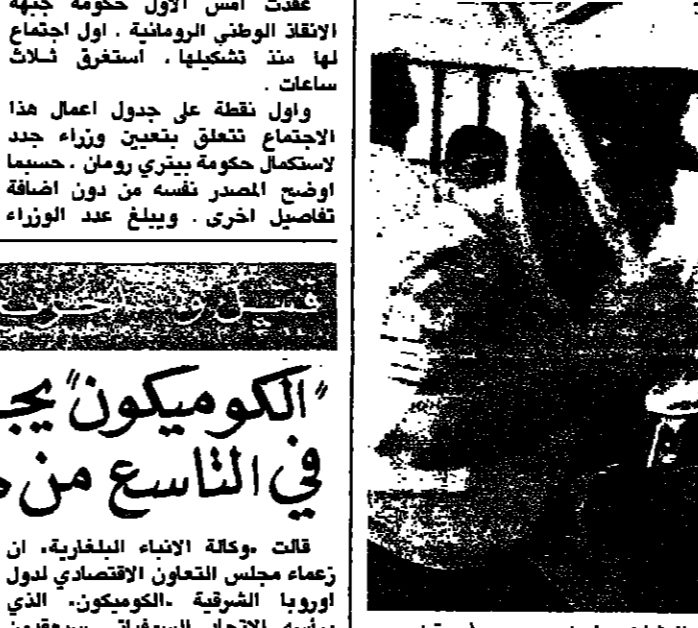 عقدت امس الاول حكومة جبهة
الانقاذ الوطني الرومانية ، اول اجتماع
لها منذ تشكيلها ، استغرق ثلاث
ساعات .
واول نقطة على جدول اعمال هذا
الاجتماع تتعلق بتعيين وزراء جدد
لاستكمال حكومة بيتري رومان ، حسبما
اوضح المصدر نفسه من دون اضافة
تفاصيل اخرى . ويبلغ عدد الوزراء
"الكوميكون"
في التاسع من
قالت «وكالة الانباء البلغارية» ان
زعماء مجلس التعاون الاقتصادي لدول
اوروبا الشرقية «الكوميكون» الذي